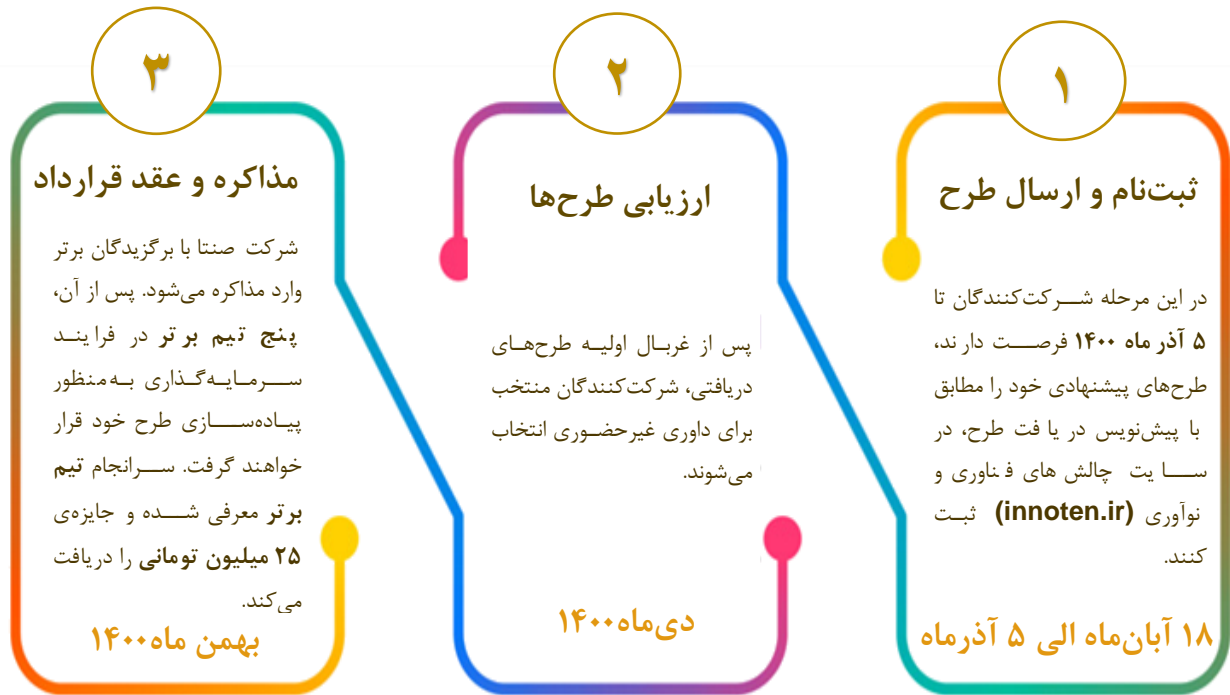 ۱
ثبت‌نام و ارسال طرح
در این مرحله شرکت‌کنندگان تا
۵ آذر ماه ۱۴۰۰ فرصت دارند،
طرح‌های پیشنهادی خود را مطابق
با پیش‌نویس دریافت طرح، در
سایت چالش های فناوری و
نوآوری (innoten.ir) ثبت
کنند.
۱۸ آبان‌ماه الی ۵ آذرماه
۲
ارزیابی طرح‌ها
پس از غربال اولیه طرح‌های
دریافتی، شرکت‌کنندگان منتخب
برای داوری غیرحضوری انتخاب
می‌شوند.
دی‌ماه۱۴۰۰
۳
مذاکره و عقد قرارداد
شرکت صنتا با برگزیدگان برتر
وارد مذاکره می‌شود. پس از آن،
پنج تیم برتر در فرایند
سرمایه‌گذاری به‌منظور
پیاده‌سازی طرح خود قرار
خواهند گرفت. سرانجام تیم
برتر معرفی شده و جایزه‌ی
۲۵ میلیون تومانی را دریافت
می‌کند.
بهمن ماه۱۴۰۰